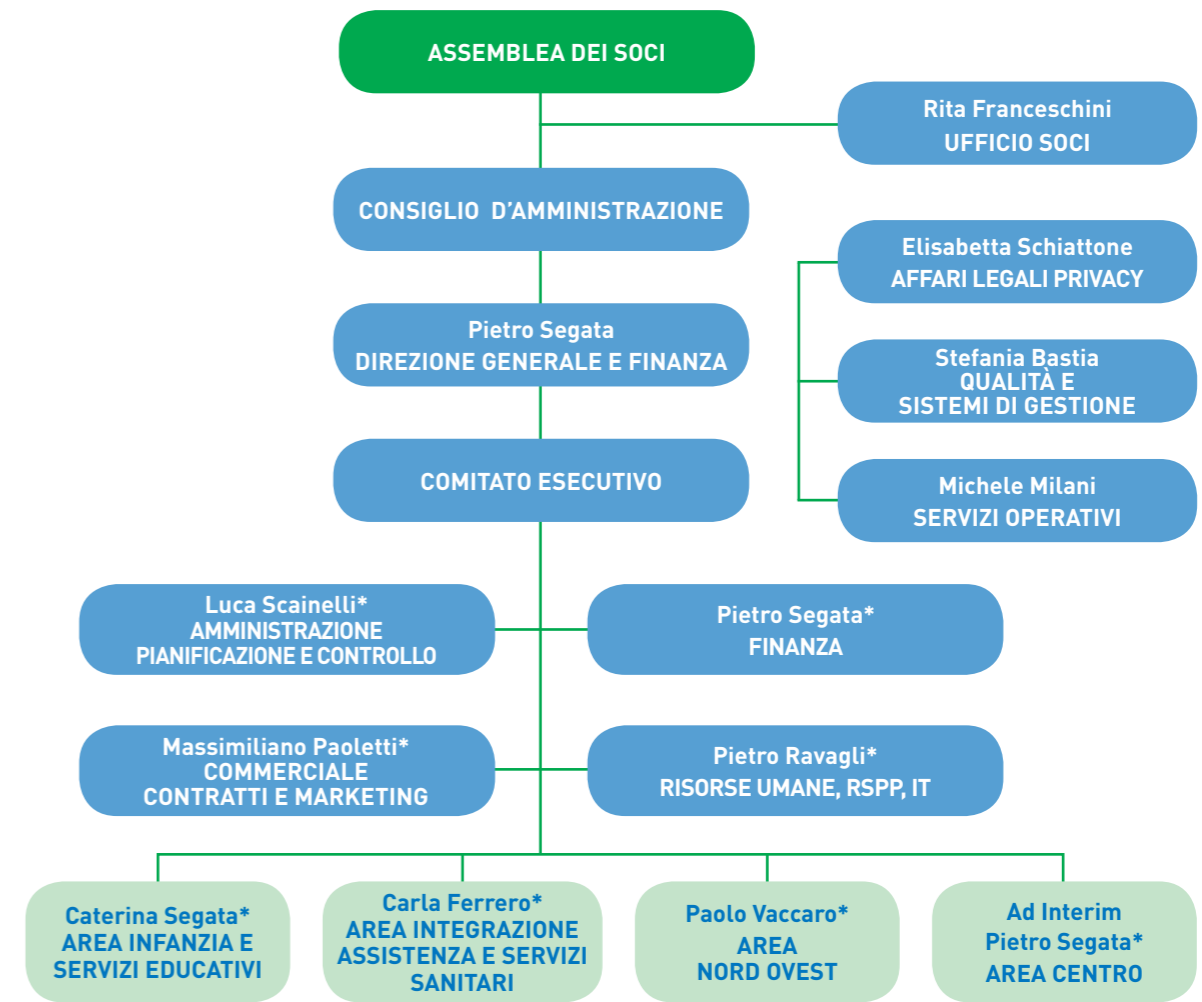 ASSEMBLEA DEI SOCI
Rita Franceschini
UFFICIO SOCI
CONSIGLIO D'AMMINISTRAZIONE
Elisabetta Schiattone
AFFARI LEGALI PRIVACY
Pietro Segata
DIREZIONE GENERALE E FINANZA
Stefania Bastia
QUALITÀ E
SISTEMI DI GESTIONE
COMITATO ESECUTIVO
Michele Milani
SERVIZI OPERATIVI
Luca Scainelli*
AMMINISTRAZIONE
PIANIFICAZIONE E CONTROLLO
Pietro Segata*
FINANZA
Massimiliano Paoletti*
COMMERCIALE
CONTRATTI E MARKETING
Pietro Ravagli*
RISORSE UMANE, RSPP, IT
Caterina Segata*
AREA INFANZIA E
SERVIZI EDUCATIVI
Carla Ferrero*
AREA INTEGRAZIONE
ASSISTENZA E SERVIZI
SANITARI
Paolo Vaccaro*
AREA
NORD OVEST
Ad Interim
Pietro Segata*
AREA CENTRO